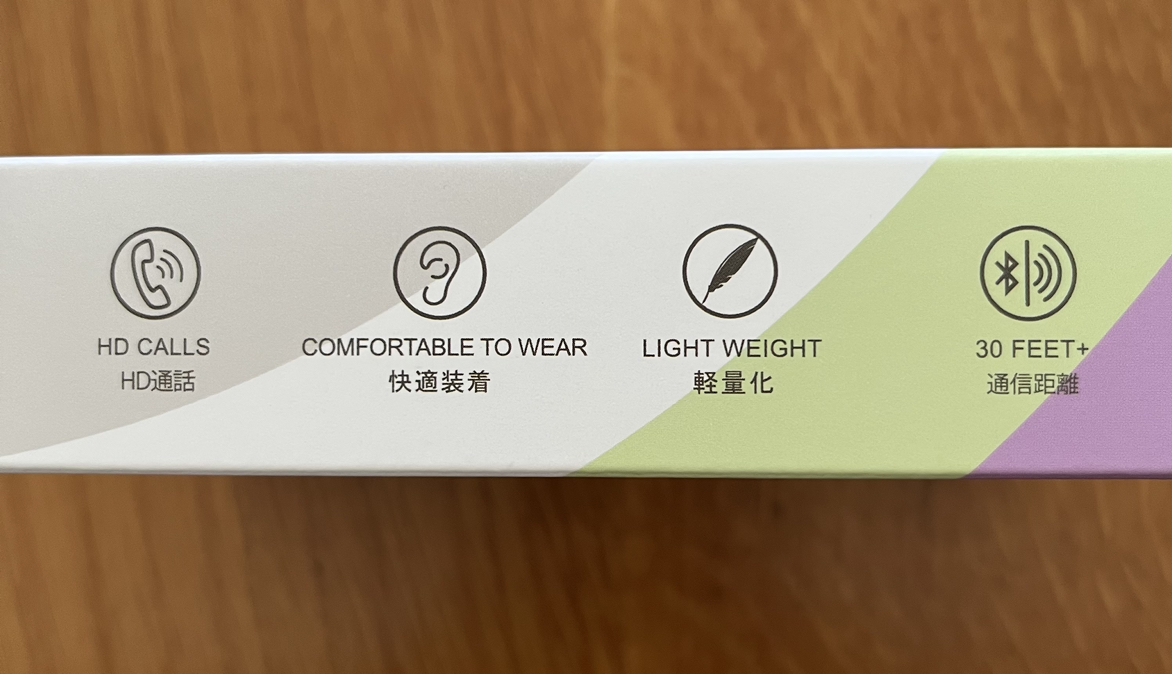 HD CALLS
HD通話
COMFORTABLE TO WEAR
快適装着
LIGHT WEIGHT
軽量化
30 FEET+
通信距離